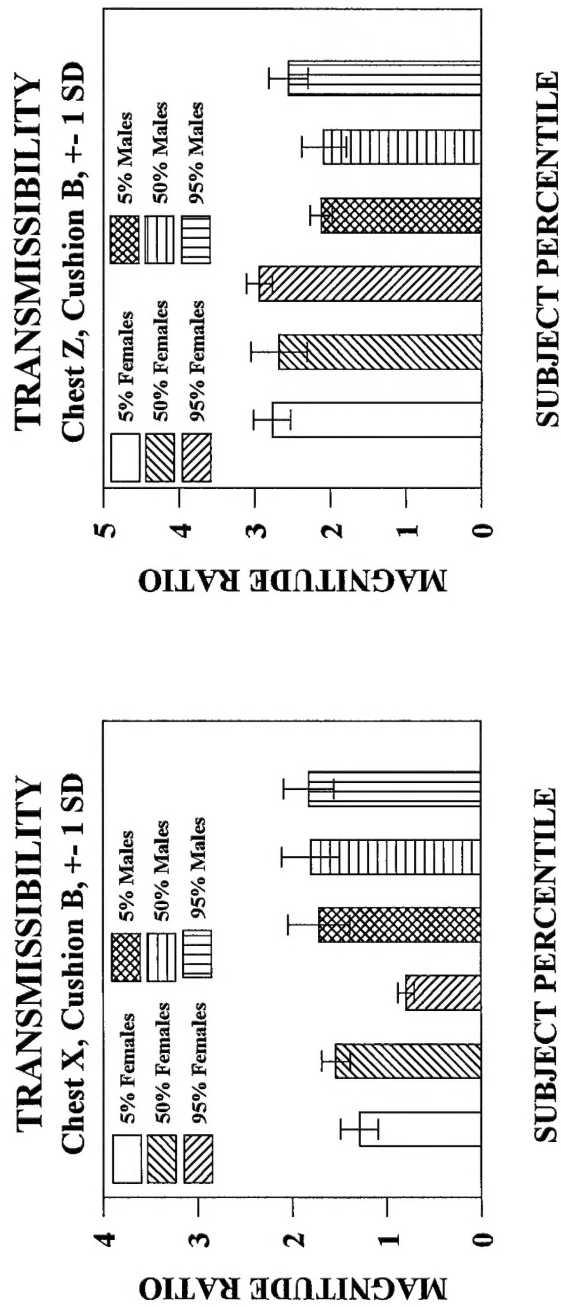 TRANSMISSIBILITY
Chest X, Cushion B, +- 1 SD
5% Females
5% Males
50% Females
50% Males
95% Females
95% Males
MAGNITUDE RATIO
4
3
2
1
0
SUBJECT PERCENTILE
TRANSMISSIBILITY
Chest Z, Cushion B, +- 1 SD
5% Females
5% Males
50% Females
50% Males
95% Females
95% Males
MAGNITUDE RATIO
5
4
3
2
1
0
SUBJECT PERCENTILE